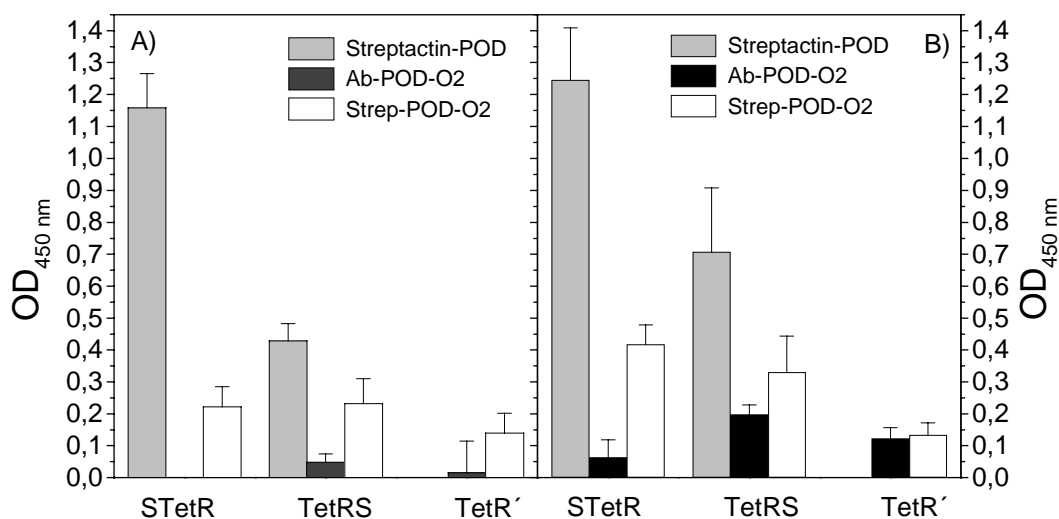 A)
Streptactin-POD
Ab-POD-O2
Strep-POD-O2
1,4
1,3
1,2
1,1
1,0
0,9
0,8
0,7
0,6
0,5
0,4
0,3
0,2
0,1
0,0
OD450 nm
STetR TetRS TetR´
B)
Streptactin-POD
Ab-POD-O2
Strep-POD-O2
1,4
1,3
1,2
1,1
1,0
0,9
0,8
0,7
0,6
0,5
0,4
0,3
0,2
0,1
0,0
OD450 nm
STetR TetRS TetR´